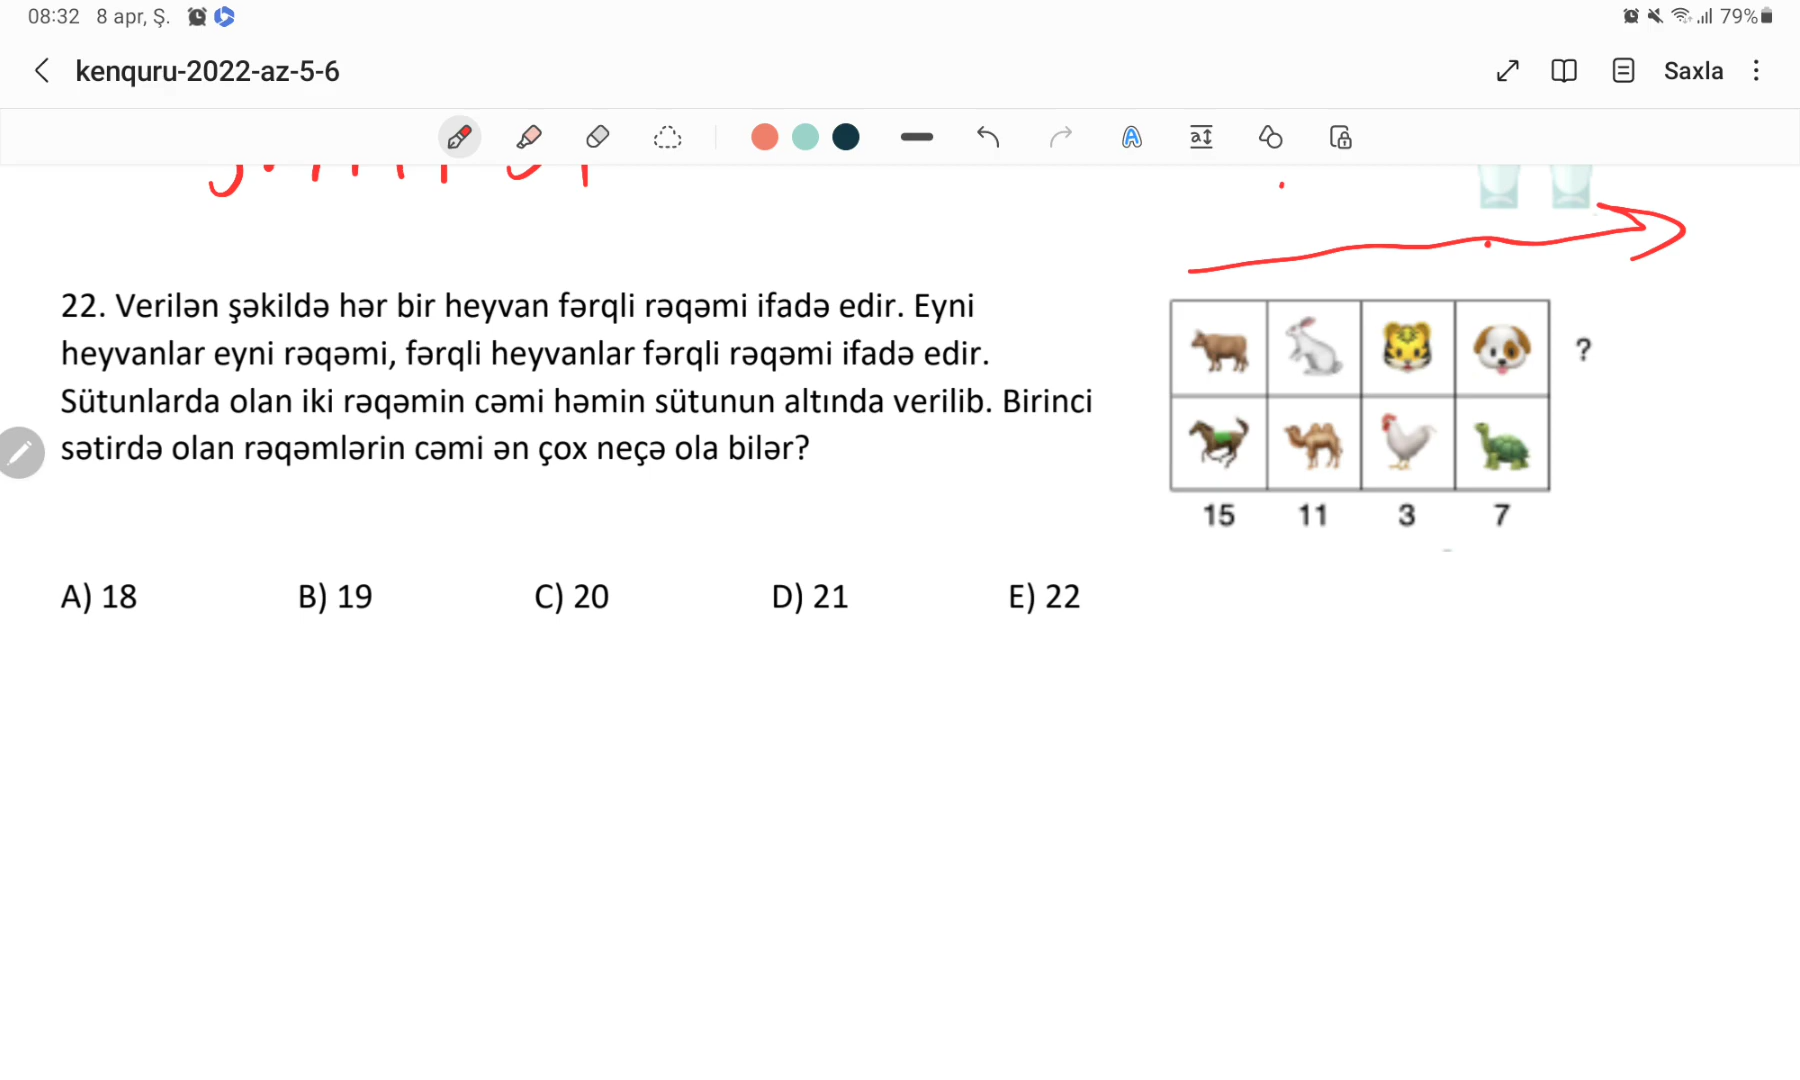 08:32 8 apr, Ş. 79%
kenquru-2022-az-5-6 Saxla
22. Verilən şəkildə hər bir heyvan fərqli rəqəmi ifadə edir. Eyni
heyvanlar eyni rəqəmi, fərqli heyvanlar fərqli rəqəmi ifadə edir.
Sütunlarda olan iki rəqəmin cəmi həmin sütunun altında verilib. Birinci
sətirdə olan rəqəmlərin cəmi ən çox neçə ola bilər?
?
15 11 3 7
A) 18 B) 19 C) 20 D) 21 E) 22